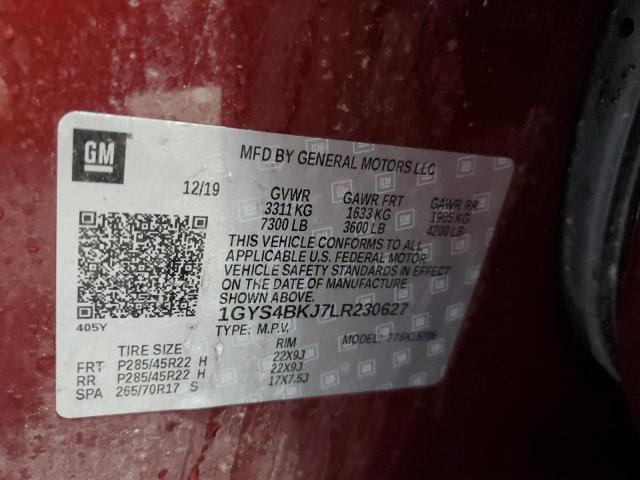 GM
MFD BY GENERAL MOTORS LLC
12/19 GVWR GAWR FRT GAWR RR
3311 KG 1633 KG 1905 KG
7300 LB 3600 LB 4200 LB
THIS VEHICLE CONFORMS TO ALL
APPLICABLE U.S. FEDERAL MOTOR
VEHICLE SAFETY STANDARDS IN EFFECT
ON THE DATE OF MANUFACTURE
SHOWN ABOVE.
405Y
1GYS4BKJ7LR230627
TYPE: M.P.V. MODEL:
TIRE SIZE RIM
FRT P285/45R22 H 22X9J
RR P285/45R22 H 22X9J
SPA 265/70R17 S 17X7.5J